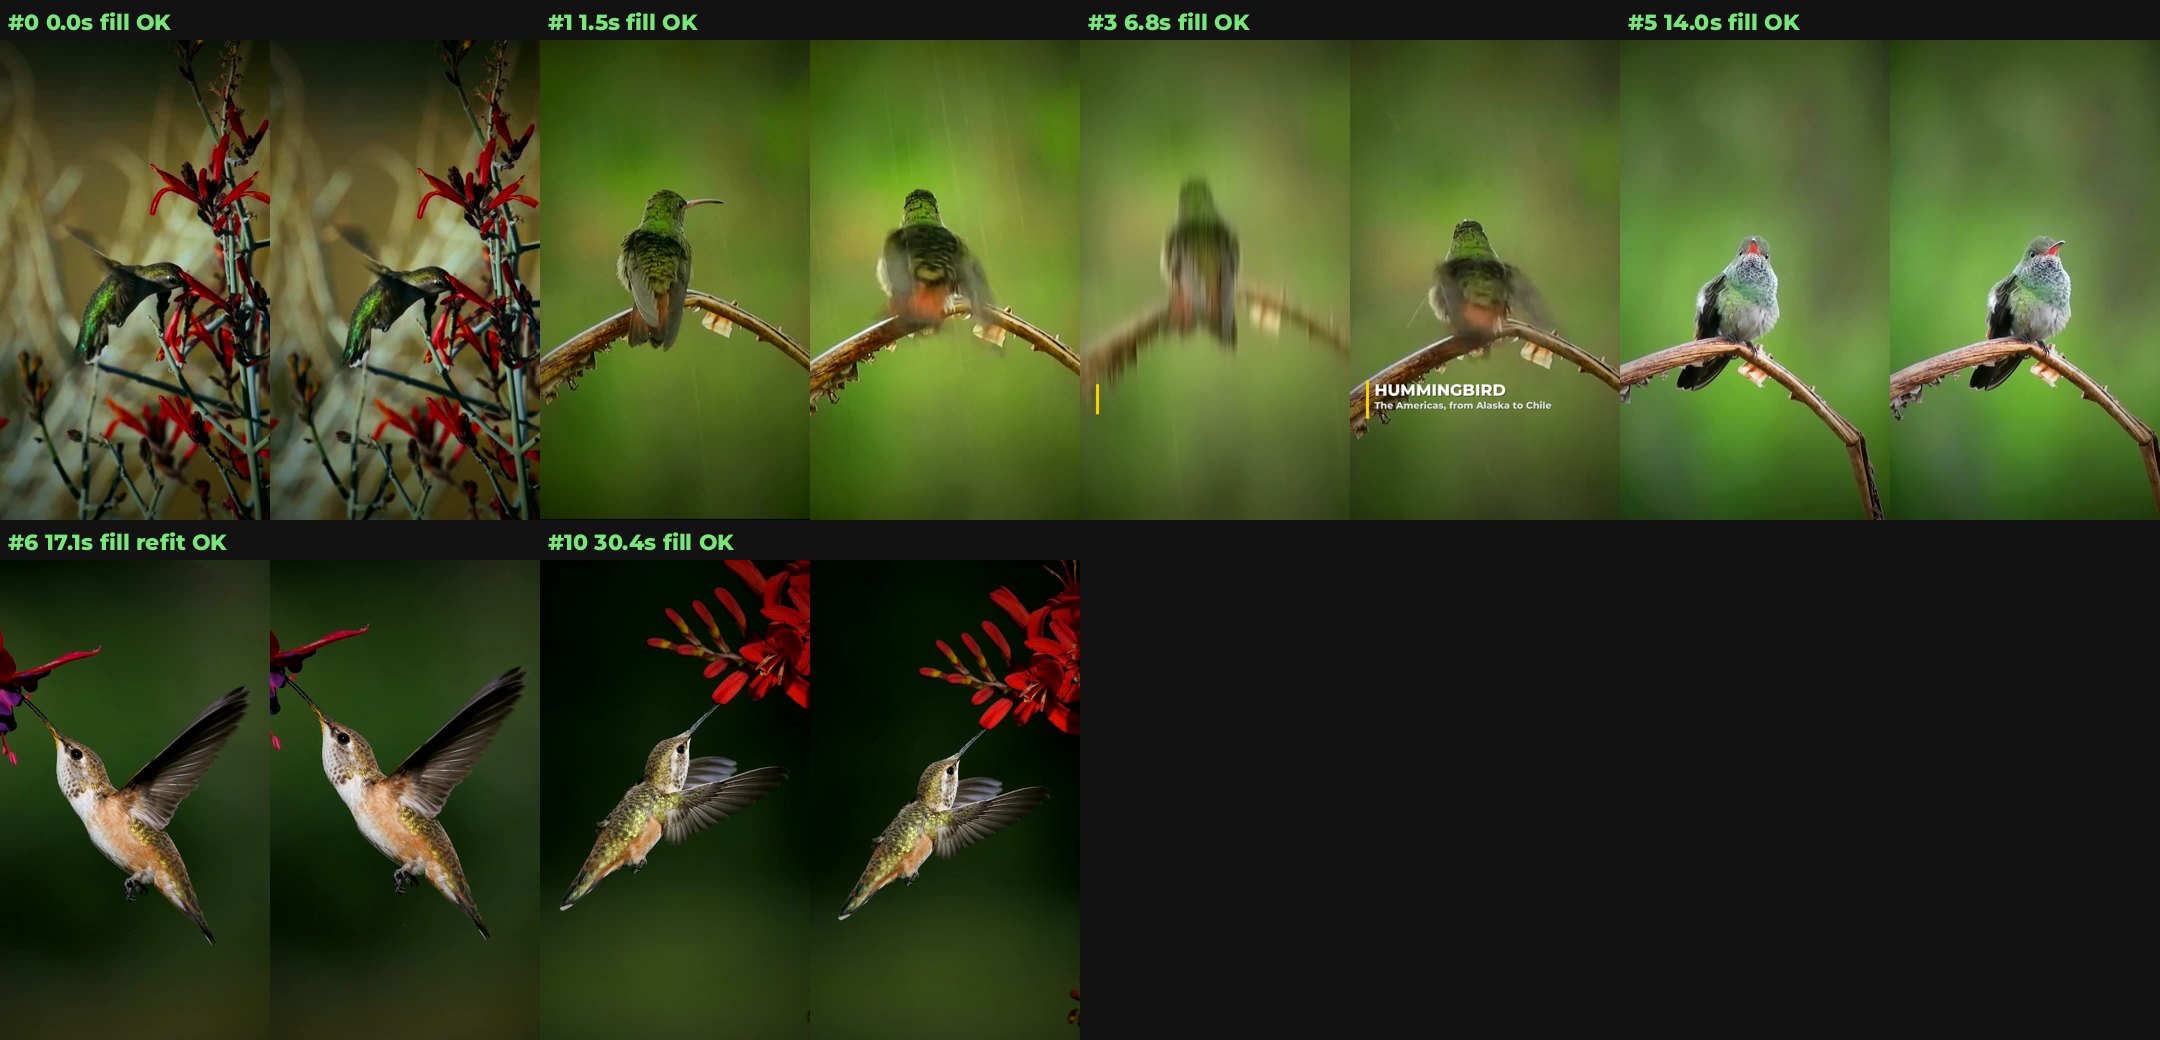 #0 0.0s fill OK
#1 1.5s fill OK
#3 6.8s fill OK
#5 14.0s fill OK
HUMMINGBIRD
The Americas, from Alaska to Chile
#6 17.1s fill refit OK
#10 30.4s fill OK